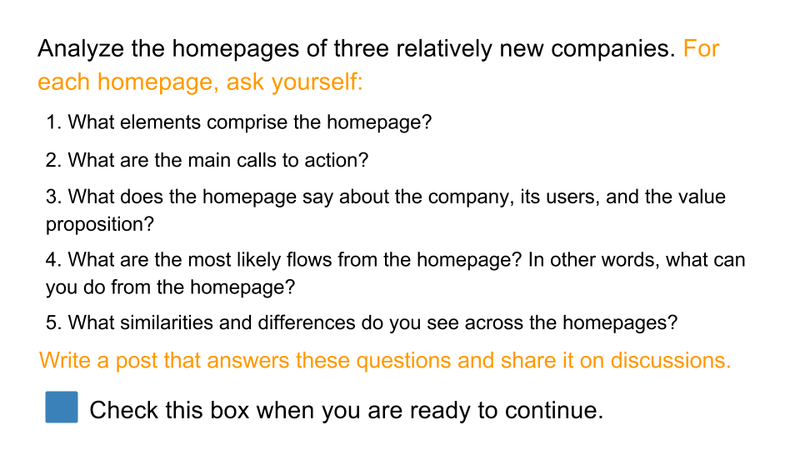 Analyze the homepages of three relatively new companies. For
each homepage, ask yourself:
1. What elements comprise the homepage?
2. What are the main calls to action?
3. What does the homepage say about the company, its users, and the value
proposition?
4. What are the most likely flows from the homepage? In other words, what can
you do from the homepage?
5. What similarities and differences do you see across the homepages?
Write a post that answers these questions and share it on discussions.
Check this box when you are ready to continue.